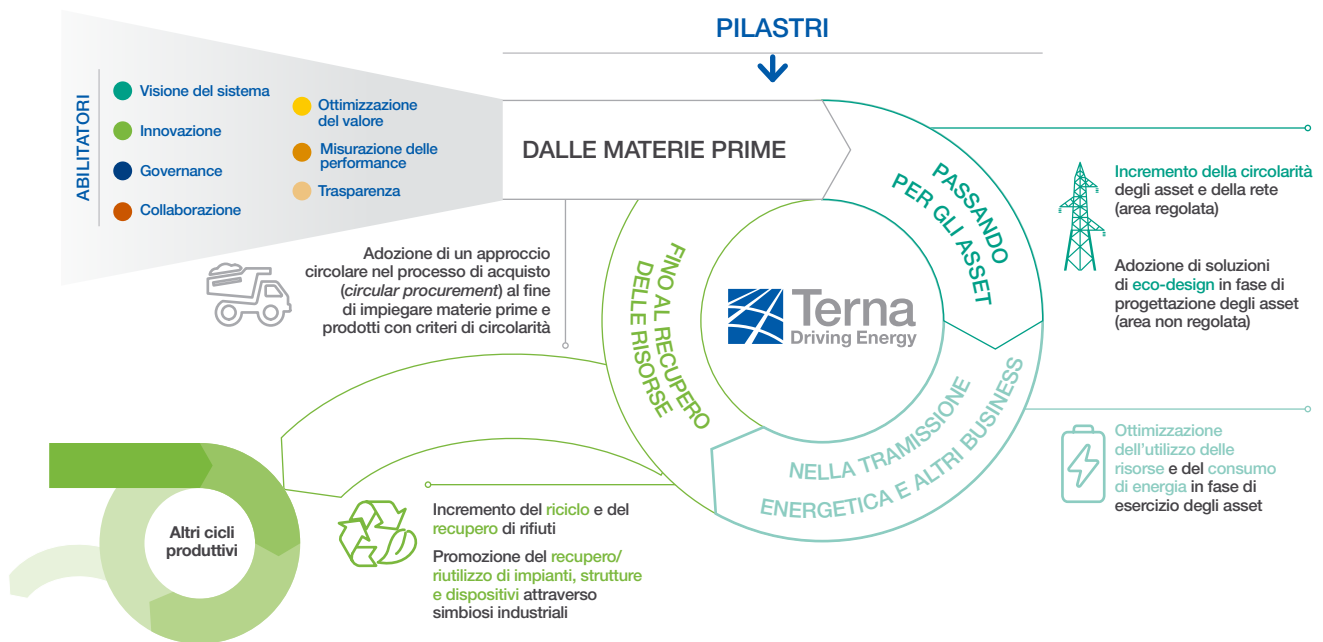 PILASTRI
ABILITATORI
Visione del sistema
Innovazione
Governance
Collaborazione
Ottimizzazione
del valore
Misurazione delle
performance
Trasparenza
DALLE MATERIE PRIME
PASSANDO
PER GLI ASSET
Incremento della circolarità
degli asset e della rete
(area regolata)
Adozione di soluzioni
di eco-design in fase di
progettazione degli asset
(area non regolata)
Adozione di un approccio
circolare nel processo di acquisto
(circular procurement) al fine
di impiegare materie prime e
prodotti con criteri di circolarità
FINO AL RECUPERO
DELLE RISORSE
Terna
Driving Energy
NELLA TRAMISSIONE
ENERGETICA E ALTRI BUSINESS
Ottimizzazione
dell'utilizzo delle
risorse e del consumo
di energia in fase di
esercizio degli asset
Altri cicli
produttivi
Incremento del riciclo e del
recupero di rifiuti
Promozione del recupero/
riutilizzo di impianti, strutture
e dispositivi attraverso
simbiosi industriali